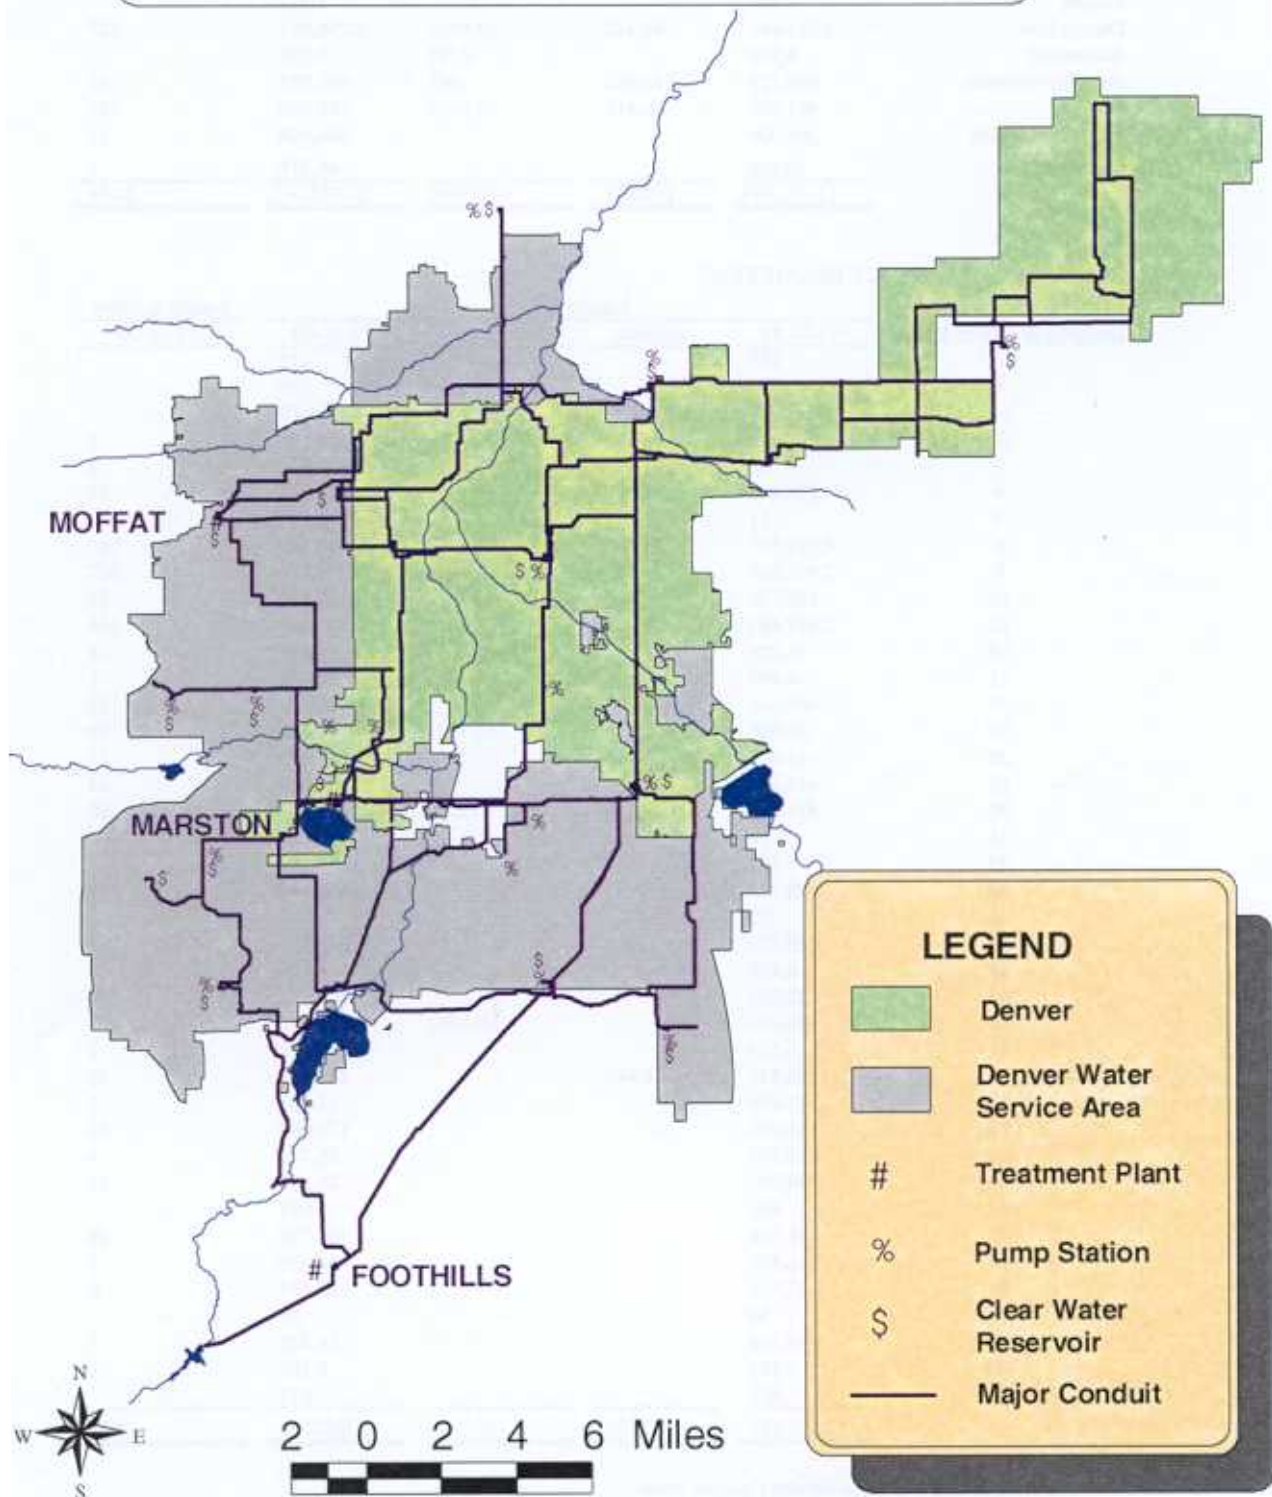 % $
%
%
$
MOFFAT
$
$
$ %
%
%
$
%
$
%
%
$
% $
MARSTON
%
$
$
%
%
$
%
$
%
$
LEGEND
Denver
Denver Water
Service Area
# Treatment Plant
% Pump Station
$ Clear Water
Reservoir
Major Conduit
# FOOTHILLS
N
W E
S
2 0 2 4 6 Miles